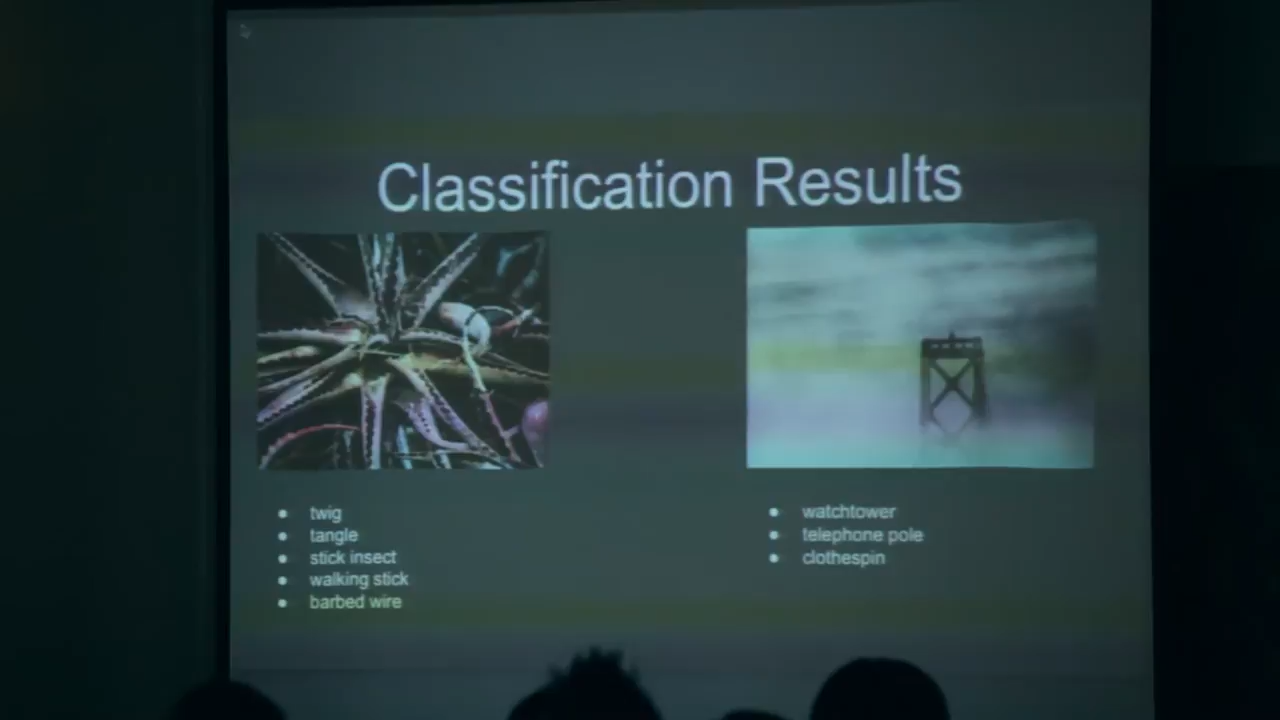 Classification Results
• twig
• tangle
• stick insect
• walking stick
• barbed wire
• watchtower
• telephone pole
• clothespin